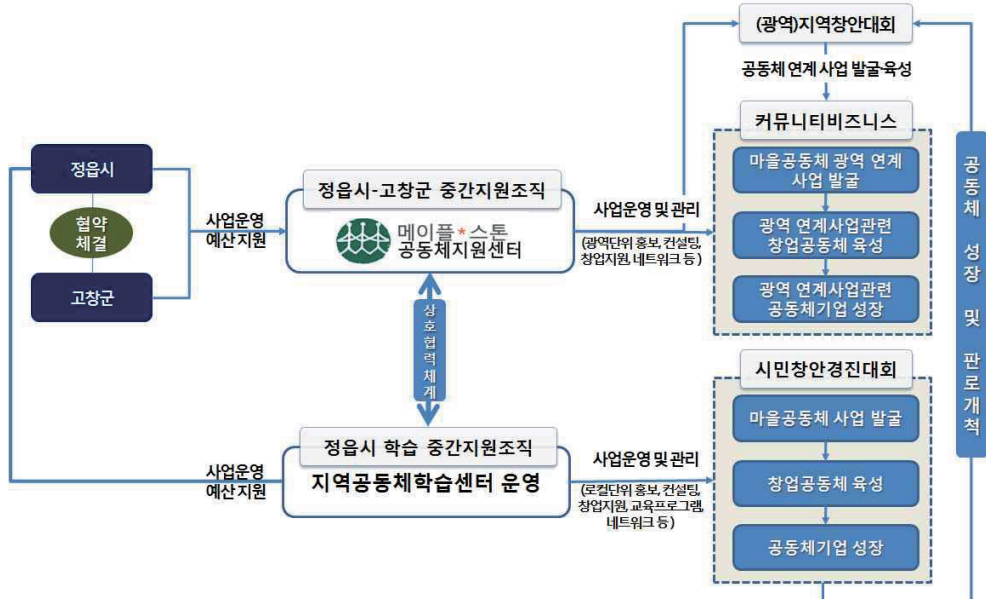 (광역)지역창안대회
공동체 연계 사업 발굴·육성
커뮤니티비즈니스
마을공동체 광역 연계
사업 발굴
광역 연계사업관련
창업공동체 육성
광역 연계사업관련
공동체기업 성장
정읍시
협약
체결
고창군
사업운영
예산 지원
정읍시-고창군 중간지원조직
메이플*스톤
공동체지원센터
사업운영 및 관리
(광역단위 홍보, 컨설팅,
창업지원, 네트워크 등)
상호협력체계
공동체 성장 및 판로개척
시민창안경진대회
마을공동체 사업 발굴
창업공동체 육성
공동체기업 성장
사업운영
예산 지원
정읍시 학습 중간지원조직
지역공동체학습센터 운영
사업운영 및 관리
(로컬단위 홍보, 컨설팅,
창업지원, 교육프로그램,
네트워크 등)